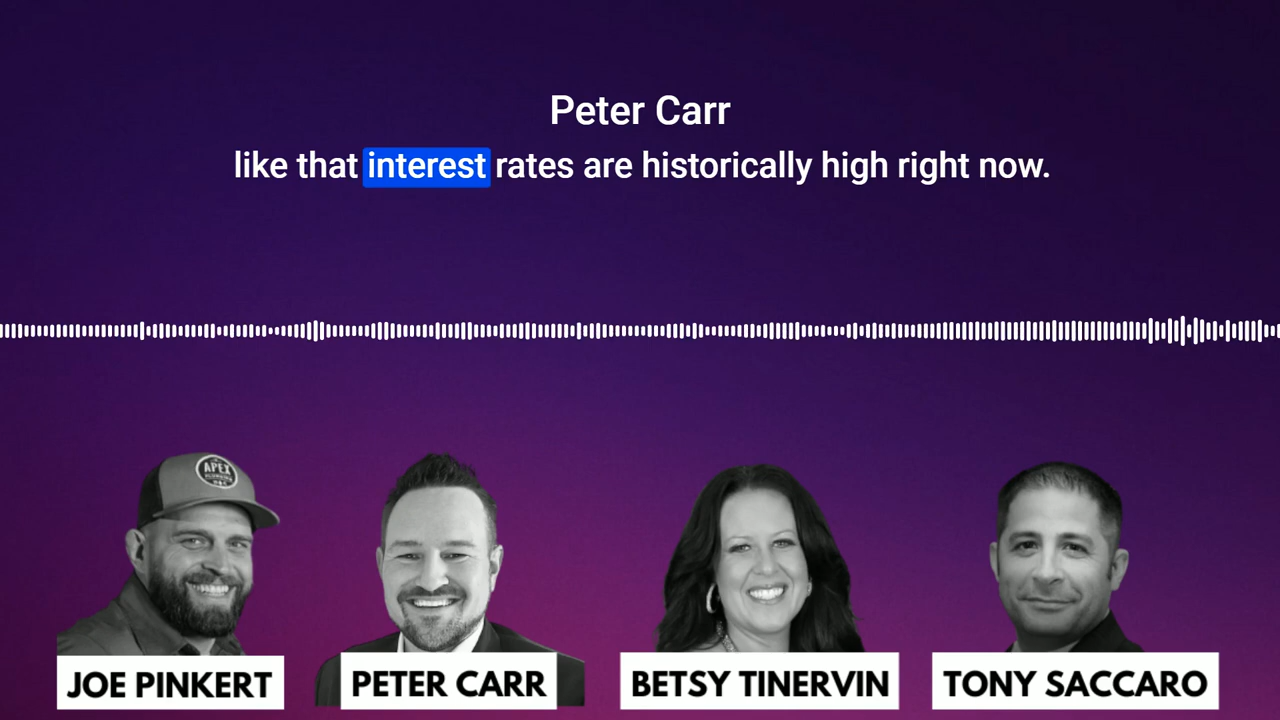 Peter Carr
like that interest rates are historically high right now.
APEX
JOE PINKERT
PETER CARR
BETSY TINERVIN
TONY SACCARO